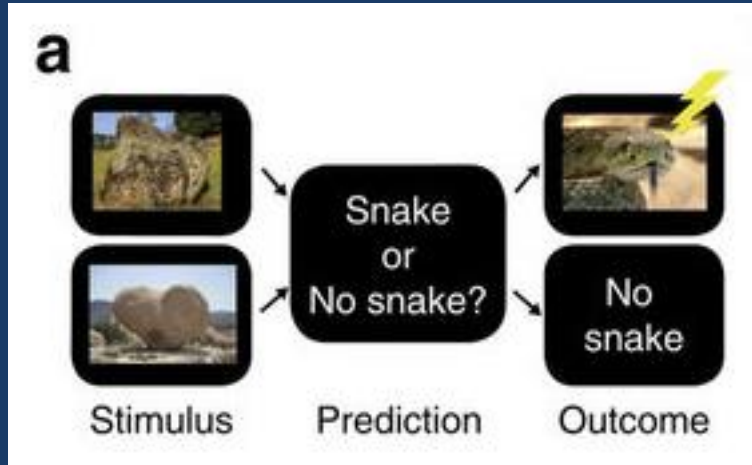 a
Snake
or
No snake?
No
snake
Stimulus
Prediction
Outcome